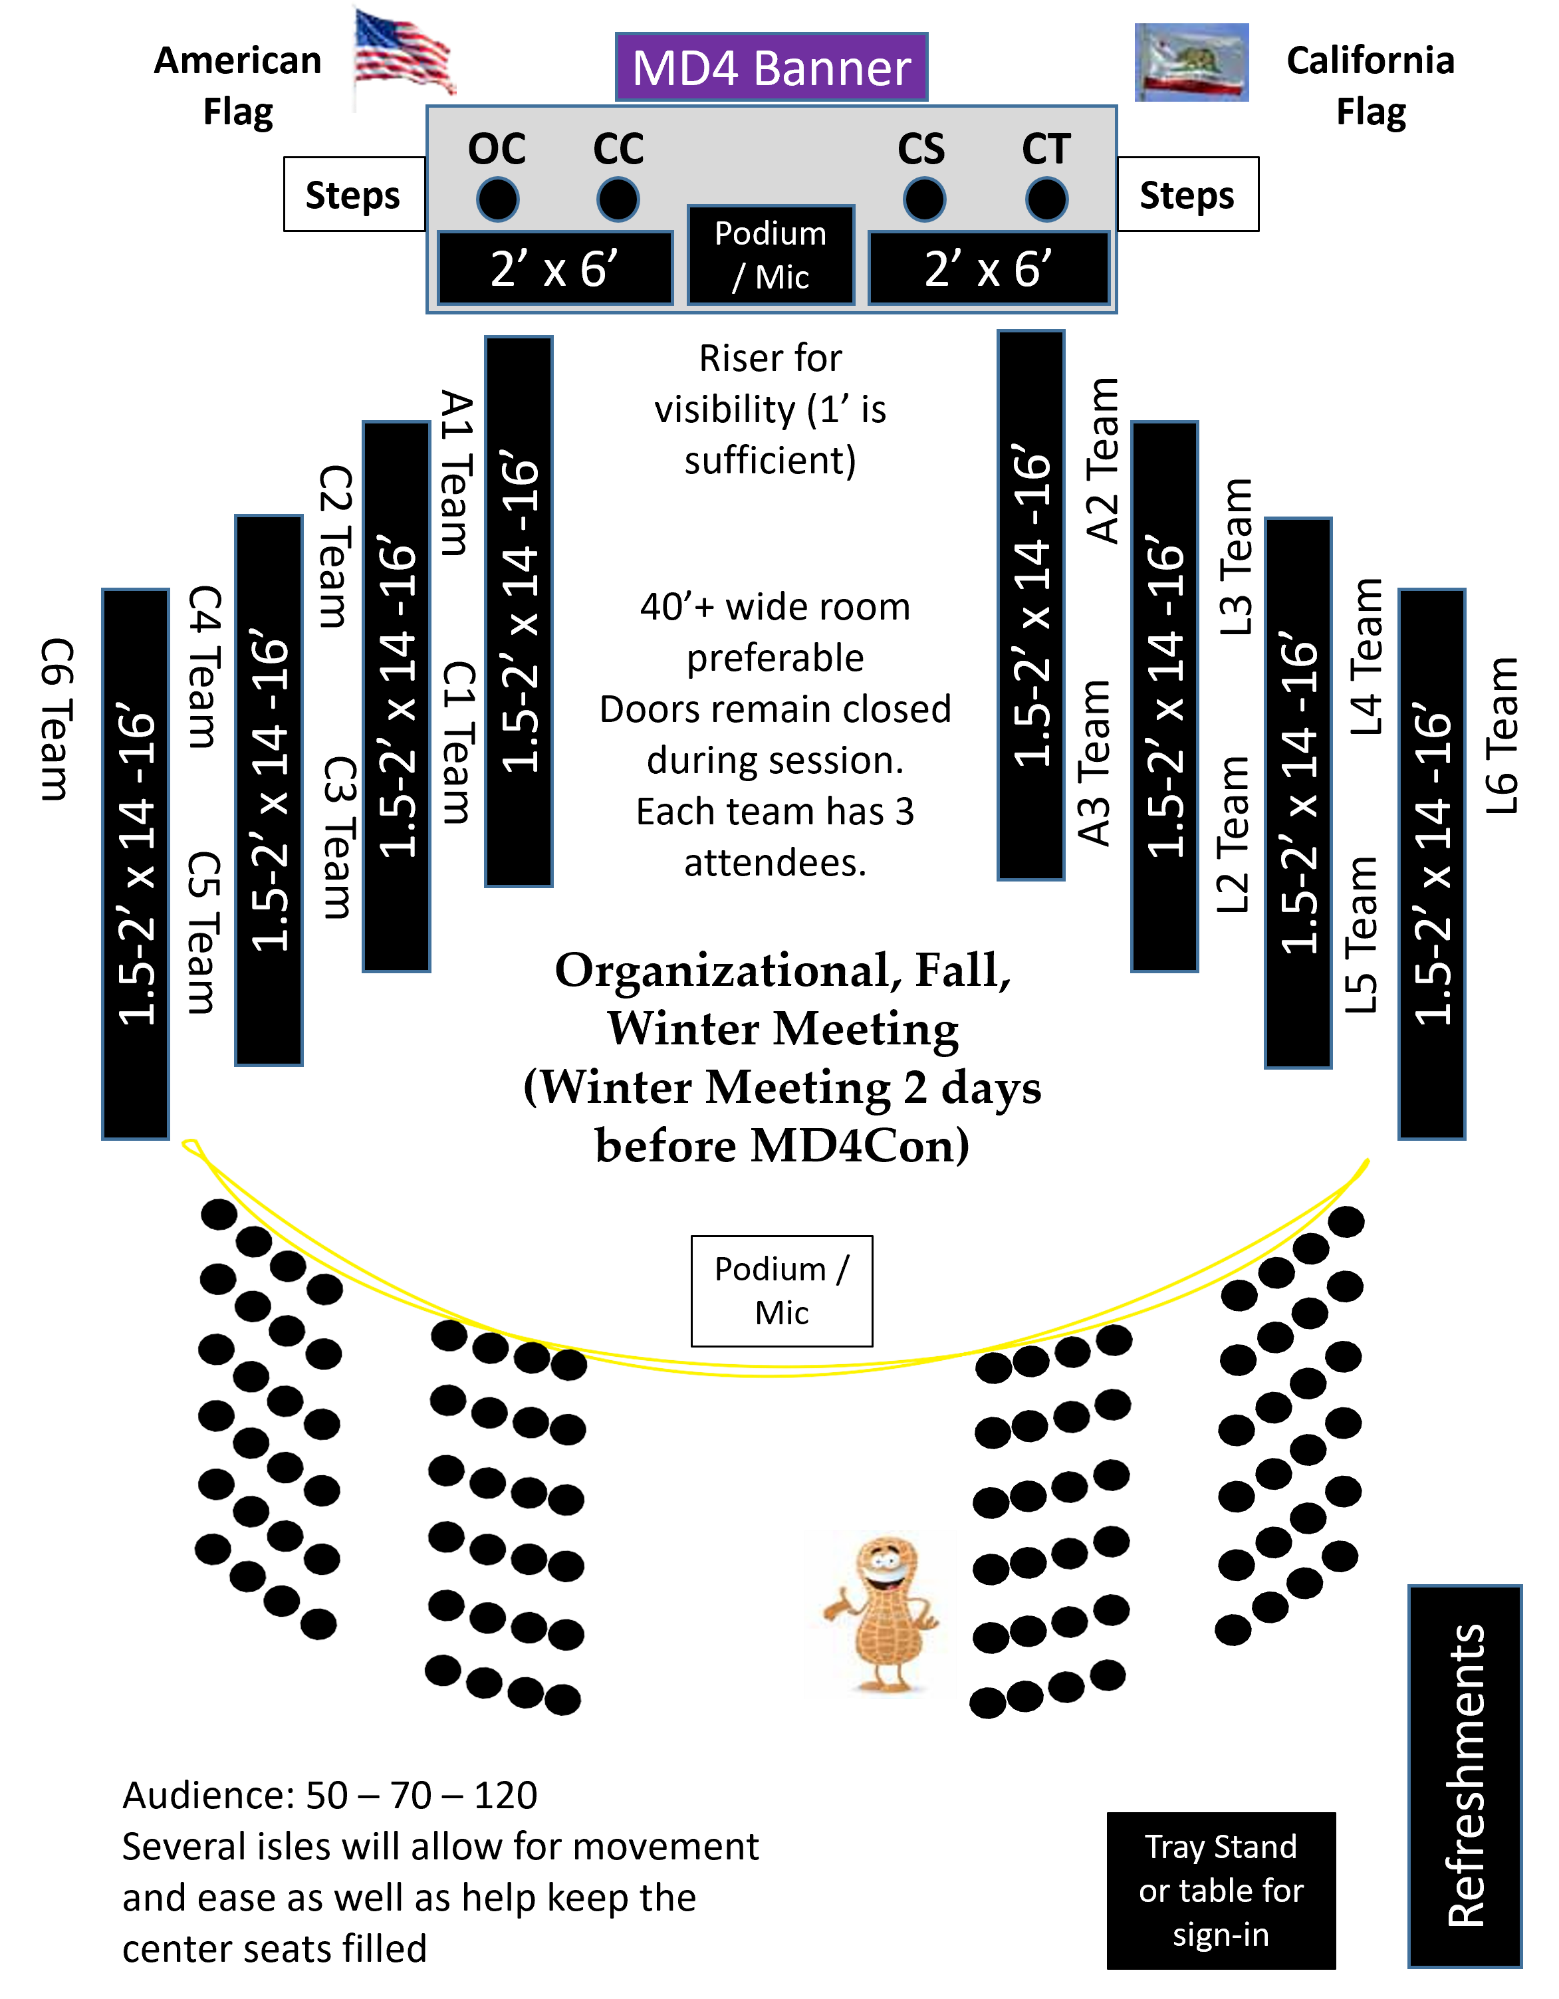 American
Flag
MD4 Banner
California
Flag
OC
CC
CS
CT
Steps
Steps
2’ x 6’
Podium
/ Mic
2’ x 6’
Riser for
visibility (1’ is
sufficient)
40’+ wide room
preferable
Doors remain closed
during session.
Each team has 3
attendees.
C6 Team
1.5-2’ x 14 -16’
C4 Team
C5 Team
1.5-2’ x 14 -16’
C2 Team
C3 Team
1.5-2’ x 14 -16’
A1 Team
C1 Team
1.5-2’ x 14 -16’
1.5-2’ x 14 -16’
A2 Team
A3 Team
1.5-2’ x 14 -16’
L3 Team
L2 Team
1.5-2’ x 14 -16’
L4 Team
L5 Team
1.5-2’ x 14 -16’
L6 Team
Organizational, Fall,
Winter Meeting
(Winter Meeting 2 days
before MD4Con)
Podium /
Mic
Audience: 50 – 70 – 120
Several isles will allow for movement
and ease as well as help keep the
center seats filled
Tray Stand
or table for
sign-in
Refreshments